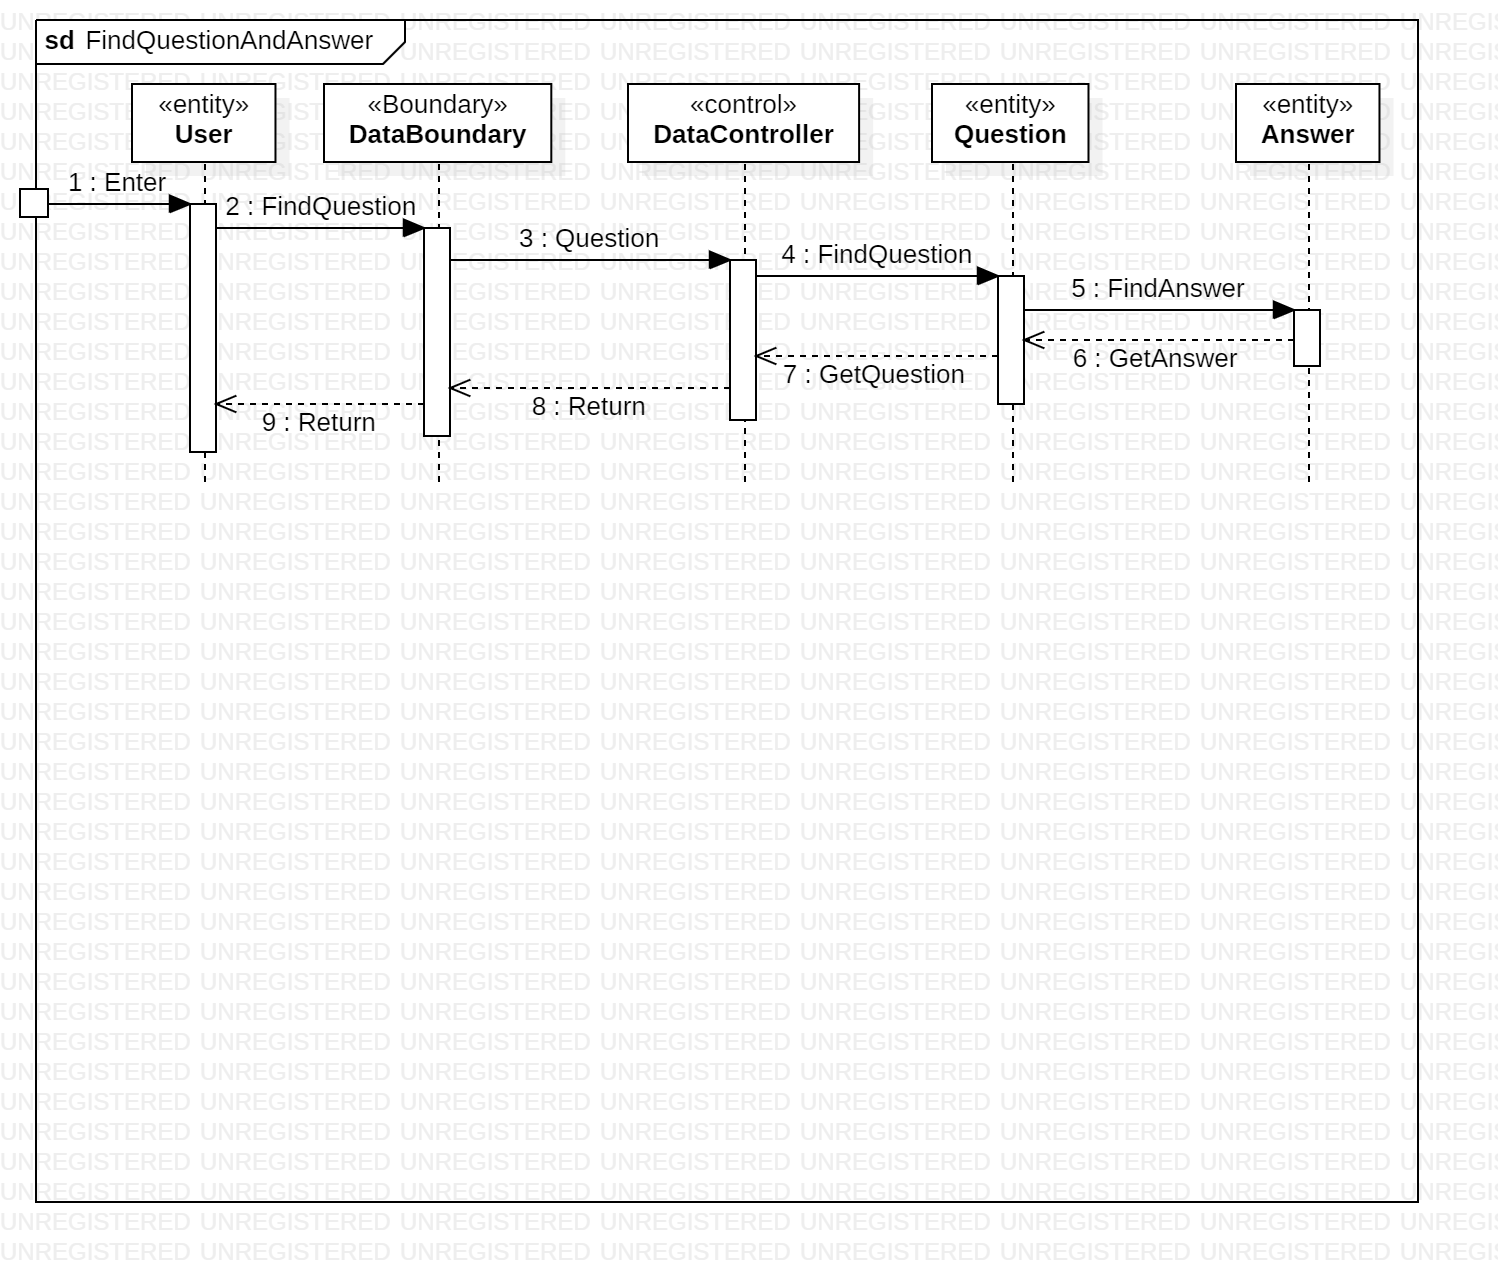 sd FindQuestionAndAnswer
«entity»
User
«Boundary»
DataBoundary
«control»
DataController
«entity»
Question
«entity»
Answer
1 : Enter
2 : FindQuestion
3 : Question
4 : FindQuestion
5 : FindAnswer
6 : GetAnswer
7 : GetQuestion
8 : Return
9 : Return
UNREGISTERED